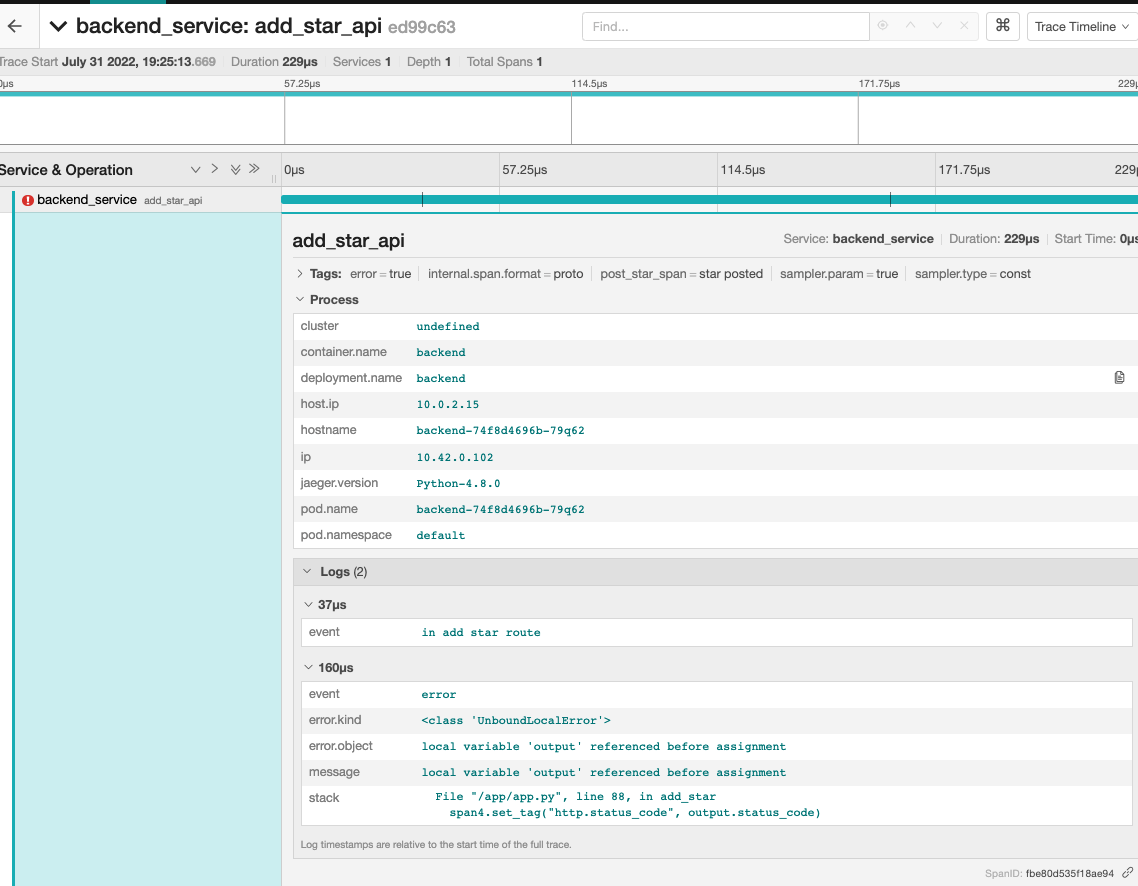 backend_service: add_star_api ed99c63
Find...
⌘
Trace Timeline
Trace Start July 31 2022, 19:25:13.669 Duration 229μs Services 1 Depth 1 Total Spans 1
0μs 57.25μs 114.5μs 171.75μs 229μ
Service & Operation 0μs 57.25μs 114.5μs 171.75μs 229μ
backend_service add_star_api
add_star_api Service: backend_service Duration: 229μs Start Time: 0μs
Tags: error = true internal.span.format = proto post_star_span = star posted sampler.param = true sampler.type = const
Process
cluster undefined
container.name backend
deployment.name backend
host.ip 10.0.2.15
hostname backend-74f8d4696b-79q62
ip 10.42.0.102
jaeger.version Python-4.8.0
pod.name backend-74f8d4696b-79q62
pod.namespace default
Logs (2)
37μs
event in add star route
160μs
event error
error.kind <class 'UnboundLocalError'>
error.object local variable 'output' referenced before assignment
message local variable 'output' referenced before assignment
stack File "/app/app.py", line 88, in add_star
span4.set_tag("http.status_code", output.status_code)
Log timestamps are relative to the start time of the full trace.
SpanID: fbe80d535f18ae94